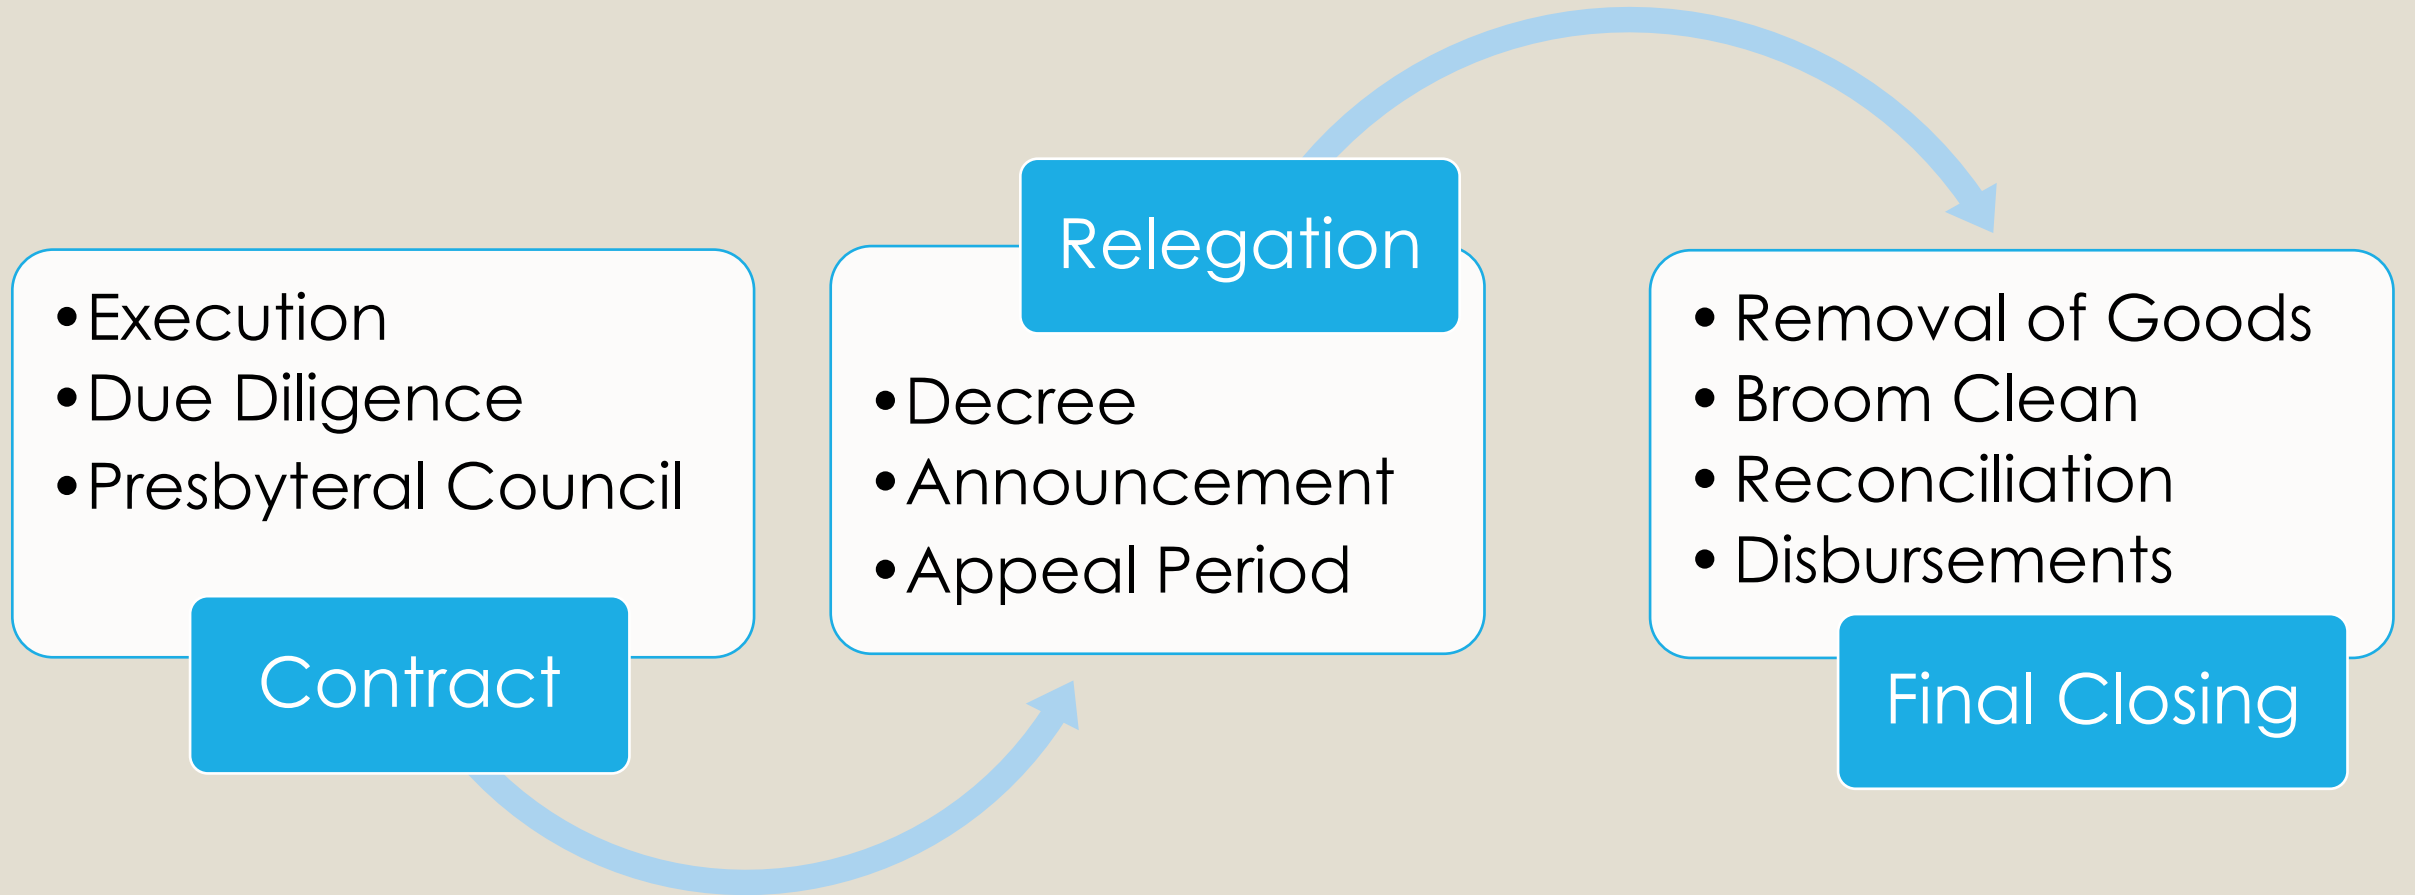 •Execution
•Due Diligence
•Presbyteral Council
Contract
Relegation
•Decree
•Announcement
•Appeal Period
• Removal of Goods
• Broom Clean
• Reconciliation
• Disbursements
Final Closing